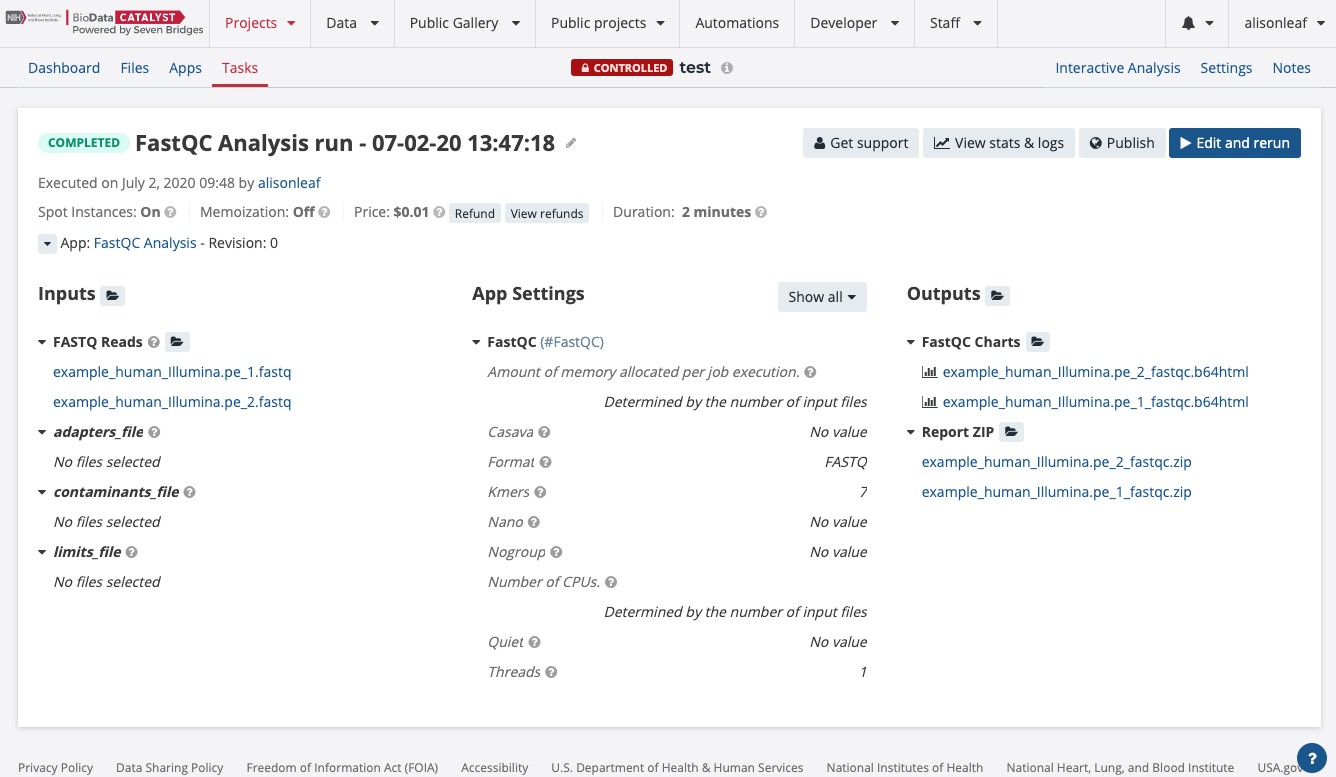 NIH National Heart, Lung, and Blood Institute BioData CATALYST
Powered by Seven Bridges
Projects Data Public Gallery Public projects Automations Developer Staff alisonleaf
Dashboard Files Apps Tasks CONTROLLED test Interactive Analysis Settings Notes
COMPLETED FastQC Analysis run - 07-02-20 13:47:18 Get support View stats & logs Publish Edit and rerun
Executed on July 2, 2020 09:48 by alisonleaf
Spot Instances: On Memoization: Off Price: $0.01 Refund View refunds Duration: 2 minutes
App: FastQC Analysis - Revision: 0
Inputs
FASTQ Reads
example_human_Illumina.pe_1.fastq
example_human_Illumina.pe_2.fastq
adapters_file
No files selected
contaminants_file
No files selected
limits_file
No files selected
App Settings Show all
FastQC (#FastQC)
Amount of memory allocated per job execution.
Determined by the number of input files
Casava No value
Format FASTQ
Kmers 7
Nano No value
Nogroup No value
Number of CPUs.
Determined by the number of input files
Quiet No value
Threads 1
Outputs
FastQC Charts
example_human_Illumina.pe_2_fastqc.b64html
example_human_Illumina.pe_1_fastqc.b64html
Report ZIP
example_human_Illumina.pe_2_fastqc.zip
example_human_Illumina.pe_1_fastqc.zip
Privacy Policy Data Sharing Policy Freedom of Information Act (FOIA) Accessibility U.S. Department of Health & Human Services National Institutes of Health National Heart, Lung, and Blood Institute USA.gov ?